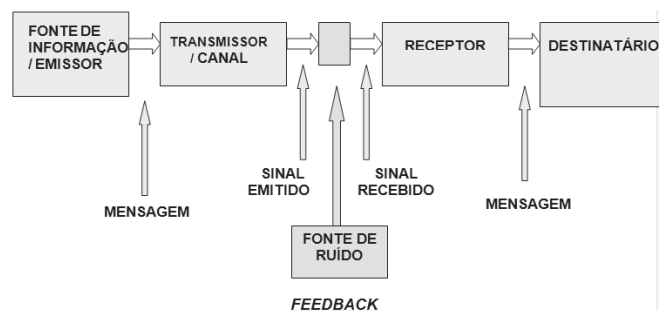 FONTE DE
INFORMAÇÃO
/ EMISSOR
TRANSMISSOR
/ CANAL
RECEPTOR
DESTINATÁRIO
MENSAGEM
SINAL
EMITIDO
SINAL
RECEBIDO
MENSAGEM
FONTE DE
RUÍDO
FEEDBACK